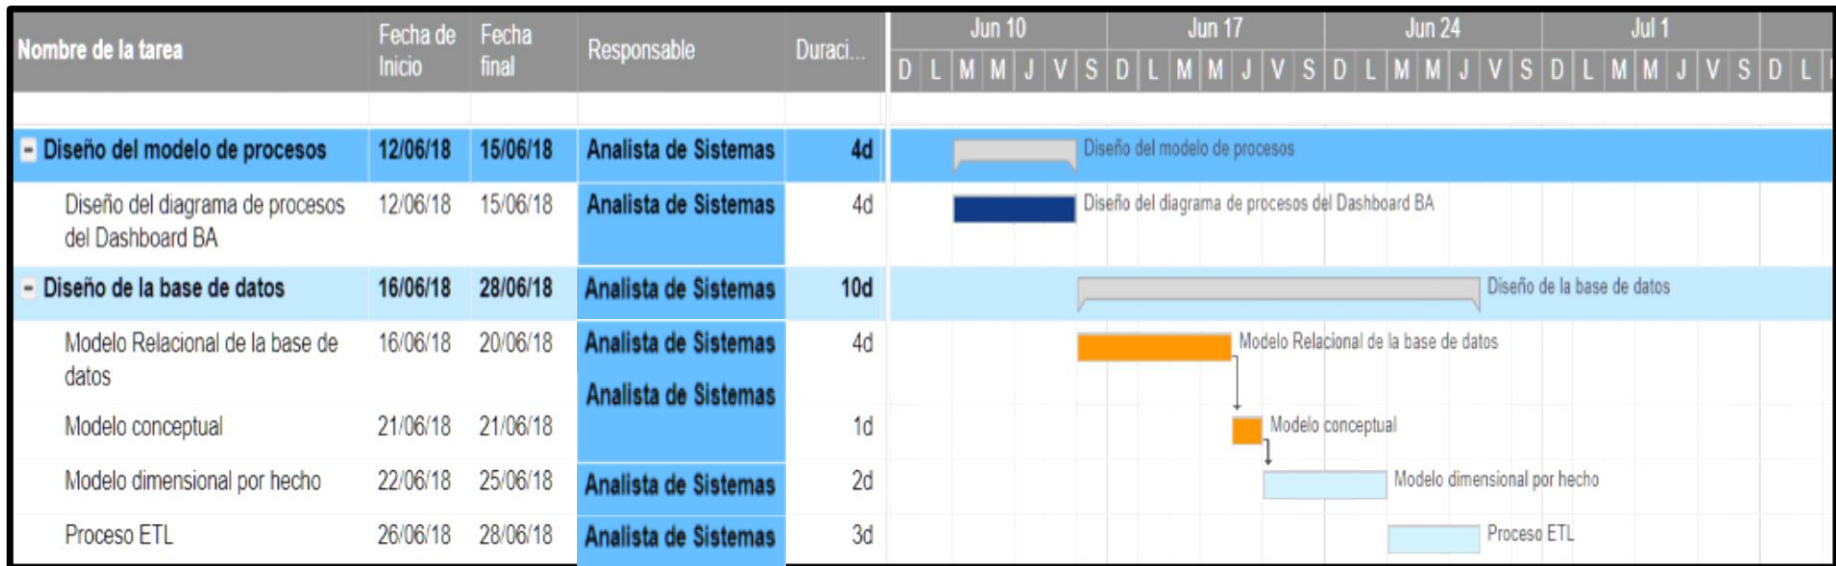 Nombre de la tarea Fecha de Inicio Fecha final Responsable Duraci...
Jun 10 Jun 17 Jun 24 Jul 1
D L M M J V S D L M M J V S D L M M J V S D L M M J V S D L
Diseño del modelo de procesos 12/06/18 15/06/18 Analista de Sistemas 4d Diseño del modelo de procesos
Diseño del diagrama de procesos 12/06/18 15/06/18 Analista de Sistemas 4d Diseño del diagrama de procesos del Dashboard BA
del Dashboard BA
Diseño de la base de datos 16/06/18 28/06/18 Analista de Sistemas 10d Diseño de la base de datos
Modelo Relacional de la base de 16/06/18 20/06/18 Analista de Sistemas 4d Modelo Relacional de la base de datos
datos
Analista de Sistemas
Modelo conceptual 21/06/18 21/06/18 1d Modelo conceptual
Modelo dimensional por hecho 22/06/18 25/06/18 Analista de Sistemas 2d Modelo dimensional por hecho
Proceso ETL 26/06/18 28/06/18 Analista de Sistemas 3d Proceso ETL